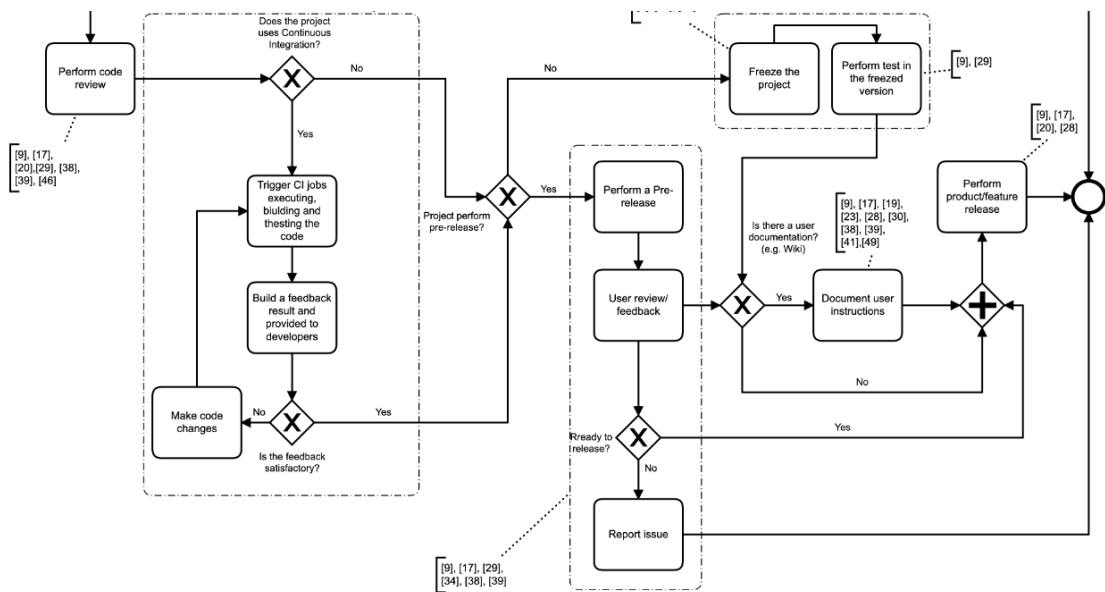 Does the project
uses Continuous
Integration?
Perform code
review
No
No
Freeze the
project
Perform test in
the freezed
version
[9], [29]
[9], [17],
[20], [28]
Yes
[9], [17],
[20],[29], [38],
[39], [46]
Trigger CI jobs
executing,
biulding and
thesting the
code
Project perform
pre-release?
Yes
Perform a Pre-
release
[9], [17], [19],
[23], [28], [30],
[38], [39],
[41],[49]
Perform
product/feature
release
Is there a user
documentation?
(e.g. Wiki)
Build a feedback
result and
provided to
developers
User review/
feedback
Yes
Document user
instructions
No
Make code
changes
No
Yes
Is the feedback
satisfactory?
Rready to
release?
Yes
No
Report issue
[9], [17], [29],
[34], [38], [39]